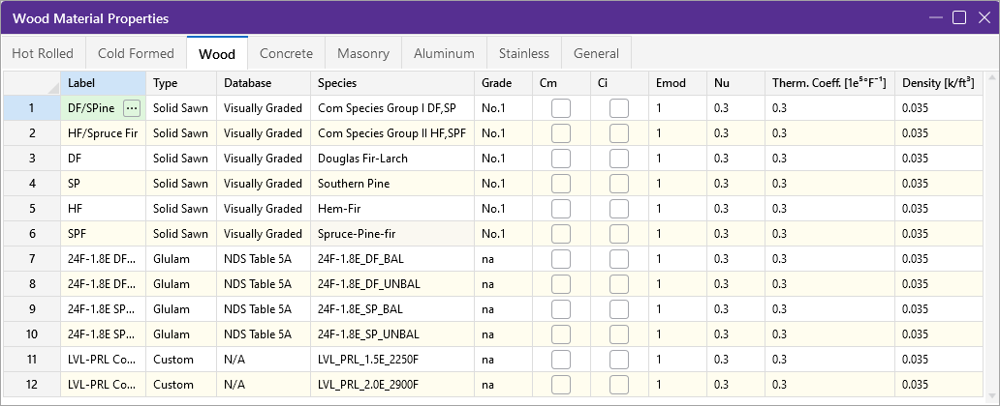 Wood Material Properties
Hot Rolled Cold Formed Wood Concrete Masonry Aluminum Stainless General
Label Type Database Species Grade Cm Ci Emod Nu Therm. Coeff. [1e⁵°F⁻¹] Density [k/ft³]
1 DF/SPine ... Solid Sawn Visually Graded Com Species Group I DF,SP No.1 1 0.3 0.3 0.035
2 HF/Spruce Fir Solid Sawn Visually Graded Com Species Group II HF,SPF No.1 1 0.3 0.3 0.035
3 DF Solid Sawn Visually Graded Douglas Fir-Larch No.1 1 0.3 0.3 0.035
4 SP Solid Sawn Visually Graded Southern Pine No.1 1 0.3 0.3 0.035
5 HF Solid Sawn Visually Graded Hem-Fir No.1 1 0.3 0.3 0.035
6 SPF Solid Sawn Visually Graded Spruce-Pine-fir No.1 1 0.3 0.3 0.035
7 24F-1.8E DF... Glulam NDS Table 5A 24F-1.8E_DF_BAL na 1 0.3 0.3 0.035
8 24F-1.8E DF... Glulam NDS Table 5A 24F-1.8E_DF_UNBAL na 1 0.3 0.3 0.035
9 24F-1.8E SP... Glulam NDS Table 5A 24F-1.8E_SP_BAL na 1 0.3 0.3 0.035
10 24F-1.8E SP... Glulam NDS Table 5A 24F-1.8E_SP_UNBAL na 1 0.3 0.3 0.035
11 LVL-PRL Co... Custom N/A LVL_PRL_1.5E_2250F na 1 0.3 0.3 0.035
12 LVL-PRL Co... Custom N/A LVL_PRL_2.0E_2900F na 1 0.3 0.3 0.035